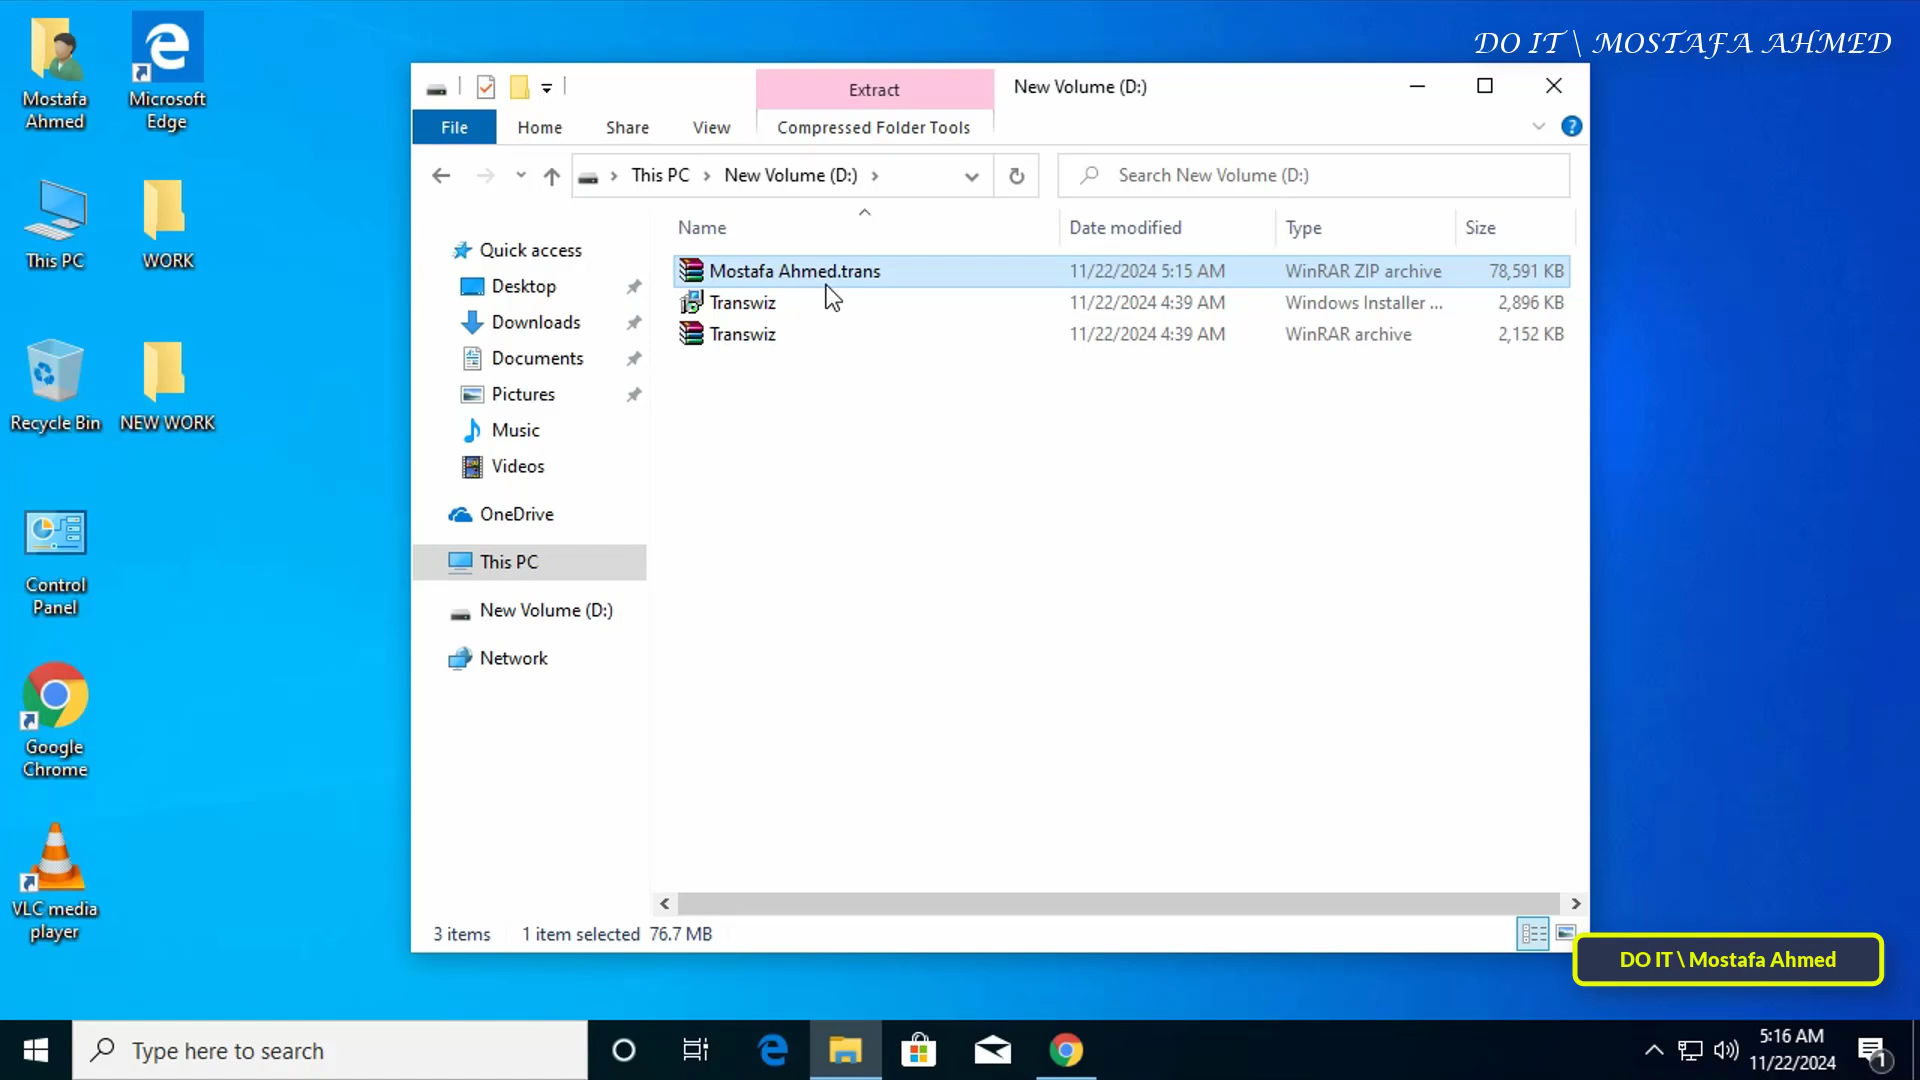 DO IT \ MOSTAFA AHMED
Mostafa
Ahmed
Microsoft
Edge
This PC
WORK
Recycle Bin
NEW WORK
Control
Panel
Google
Chrome
VLC media
player
Extract
New Volume (D:)
File
Home
Share
View
Compressed Folder Tools
?
This PC
New Volume (D:)
Search New Volume (D:)
Name
Date modified
Type
Size
Mostafa Ahmed.trans 11/22/2024 5:15 AM WinRAR ZIP archive 78,591 KB
Transwiz 11/22/2024 4:39 AM Windows Installer ... 2,896 KB
Transwiz 11/22/2024 4:39 AM WinRAR archive 2,152 KB
Quick access
Desktop
Downloads
Documents
Pictures
Music
Videos
OneDrive
This PC
New Volume (D:)
Network
3 items
1 item selected 76.7 MB
DO IT \ Mostafa Ahmed
Type here to search
5:16 AM
11/22/2024
1